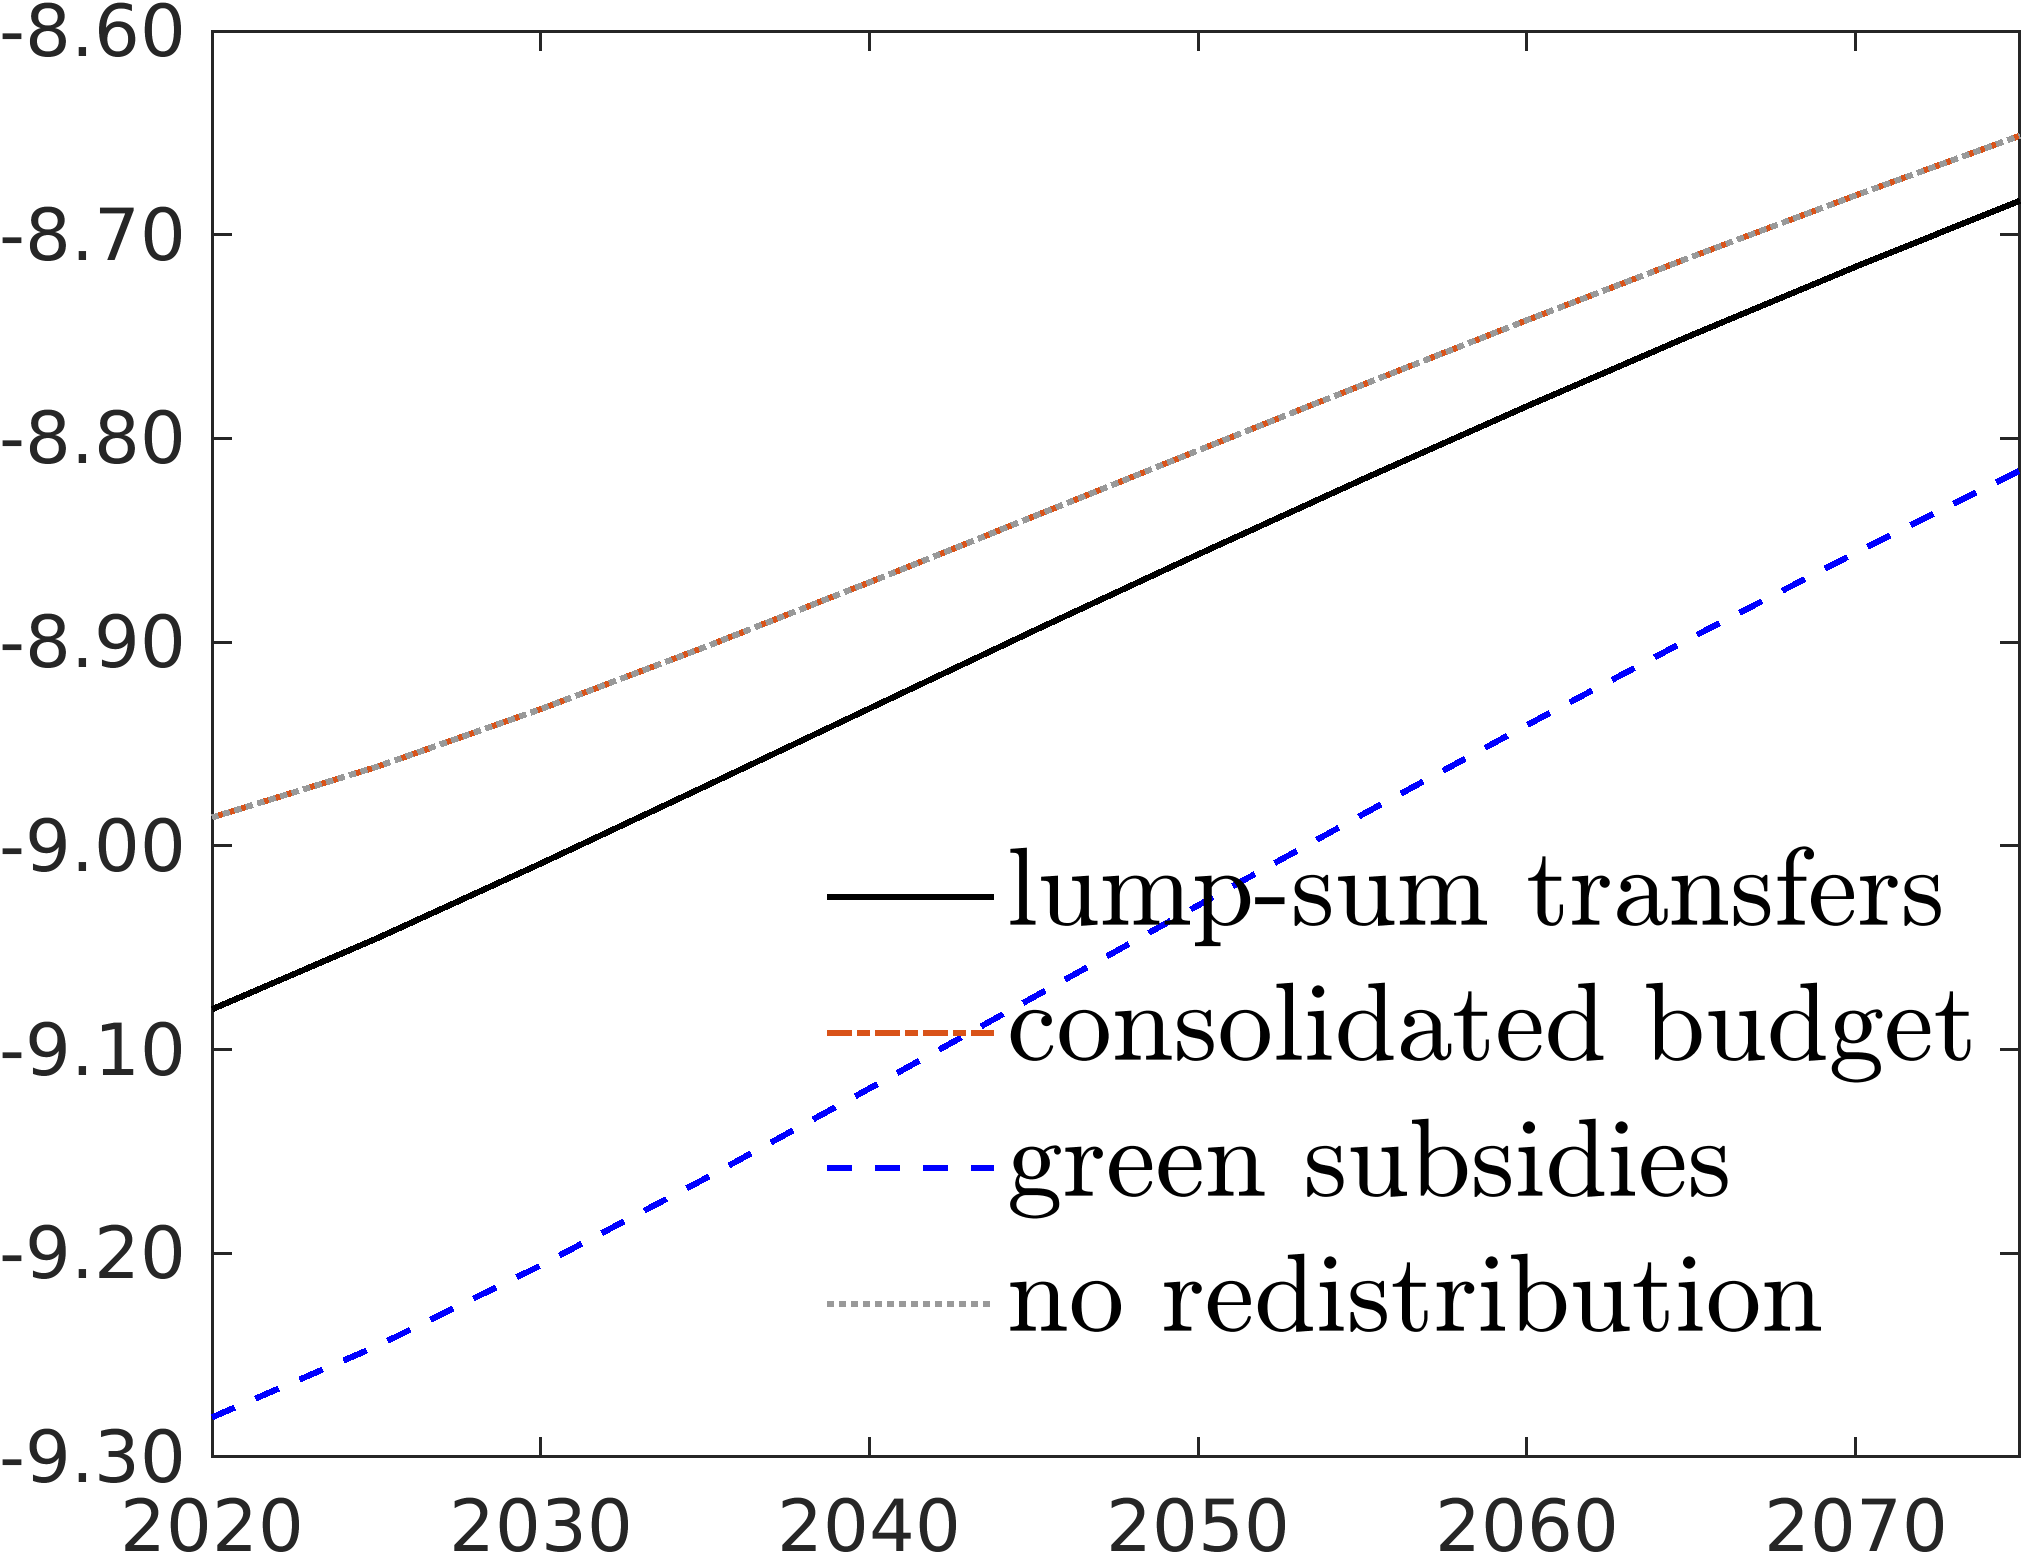 -8.60
-8.70
-8.80
-8.90
-9.00
-9.10
-9.20
-9.30
2020 2030 2040 2050 2060 2070
lump-sum transfers
consolidated budget
green subsidies
no redistribution